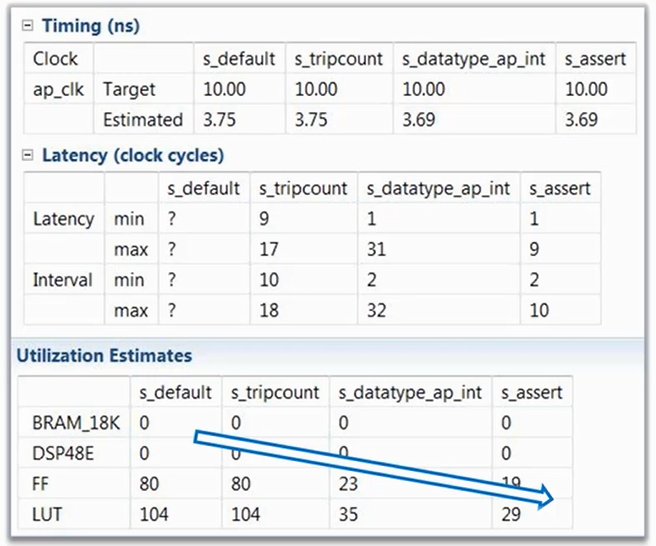 Timing (ns)
Clock s_default s_tripcount s_datatype_ap_int s_assert
ap_clk Target 10.00 10.00 10.00 10.00
Estimated 3.75 3.75 3.69 3.69
Latency (clock cycles)
s_default s_tripcount s_datatype_ap_int s_assert
Latency min ? 9 1 1
max ? 17 31 9
Interval min ? 10 2 2
max ? 18 32 10
Utilization Estimates
s_default s_tripcount s_datatype_ap_int s_assert
BRAM_18K 0 0 0 0
DSP48E 0 0 0 0
FF 80 80 23 19
LUT 104 104 35 29